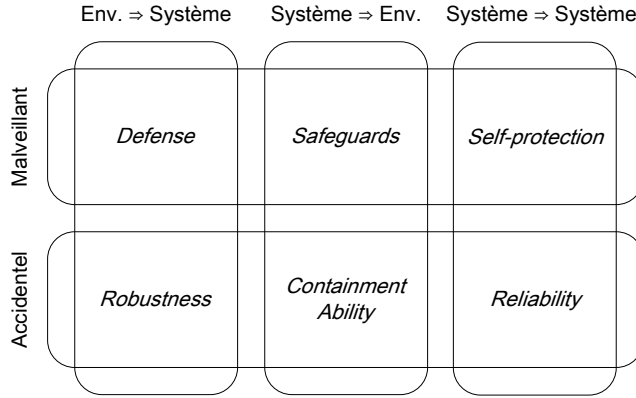 Env. ⇒ Système
Système ⇒ Env.
Système ⇒ Système
Malveillant
Defense
Safeguards
Self-protection
Accidentel
Robustness
Containment
Ability
Reliability